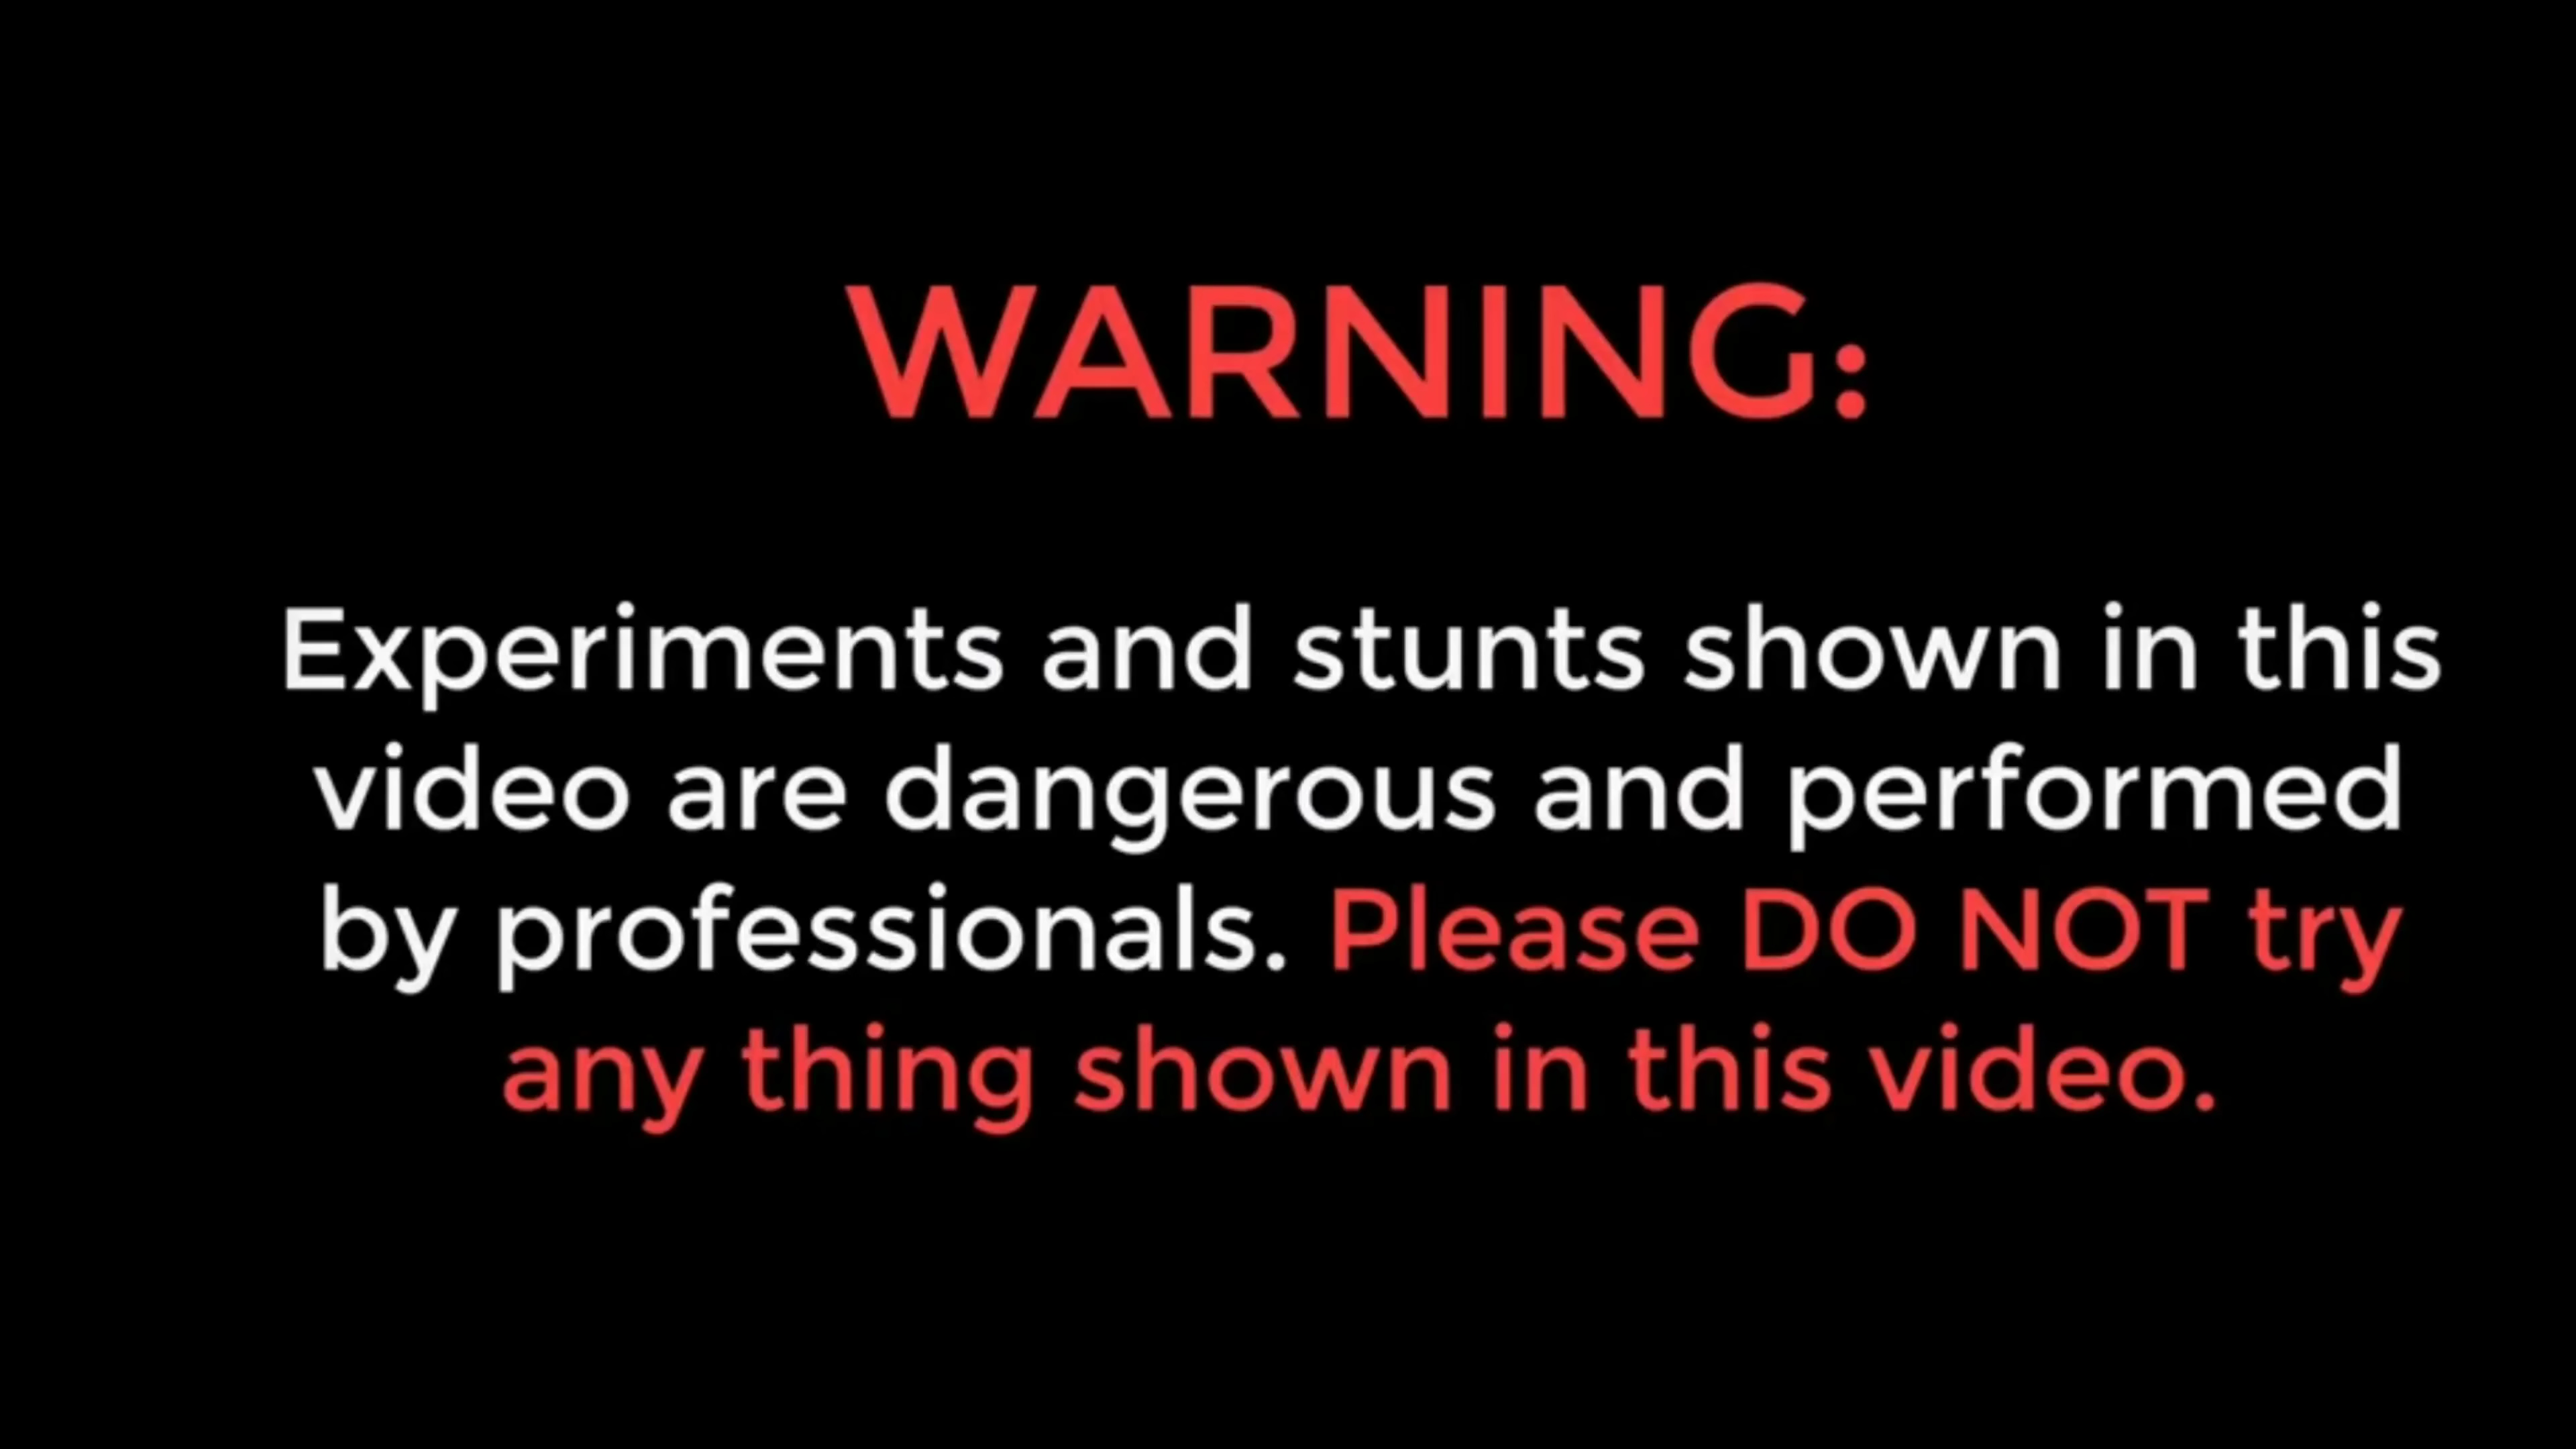 WARNING:
Experiments and stunts shown in this
video are dangerous and performed
by professionals. Please DO NOT try
any thing shown in this video.